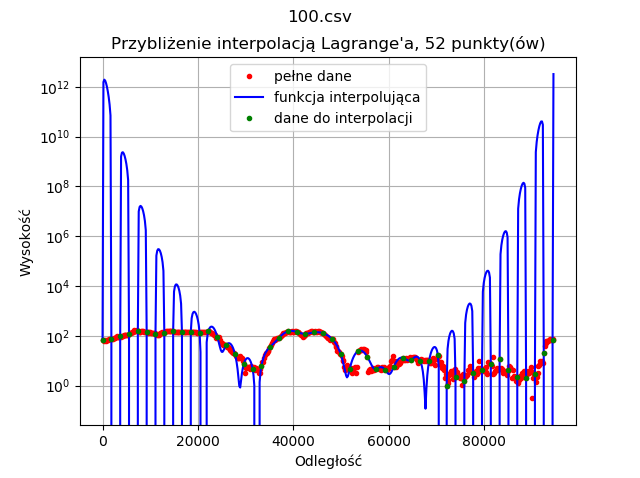 100.csv
Przybliżenie interpolacją Lagrange'a, 52 punkty(ów)
pełne dane
funkcja interpolująca
dane do interpolacji
Wysokość
10¹²
10¹⁰
10⁸
10⁶
10⁴
10²
10⁰
0 20000 40000 60000 80000
Odległość